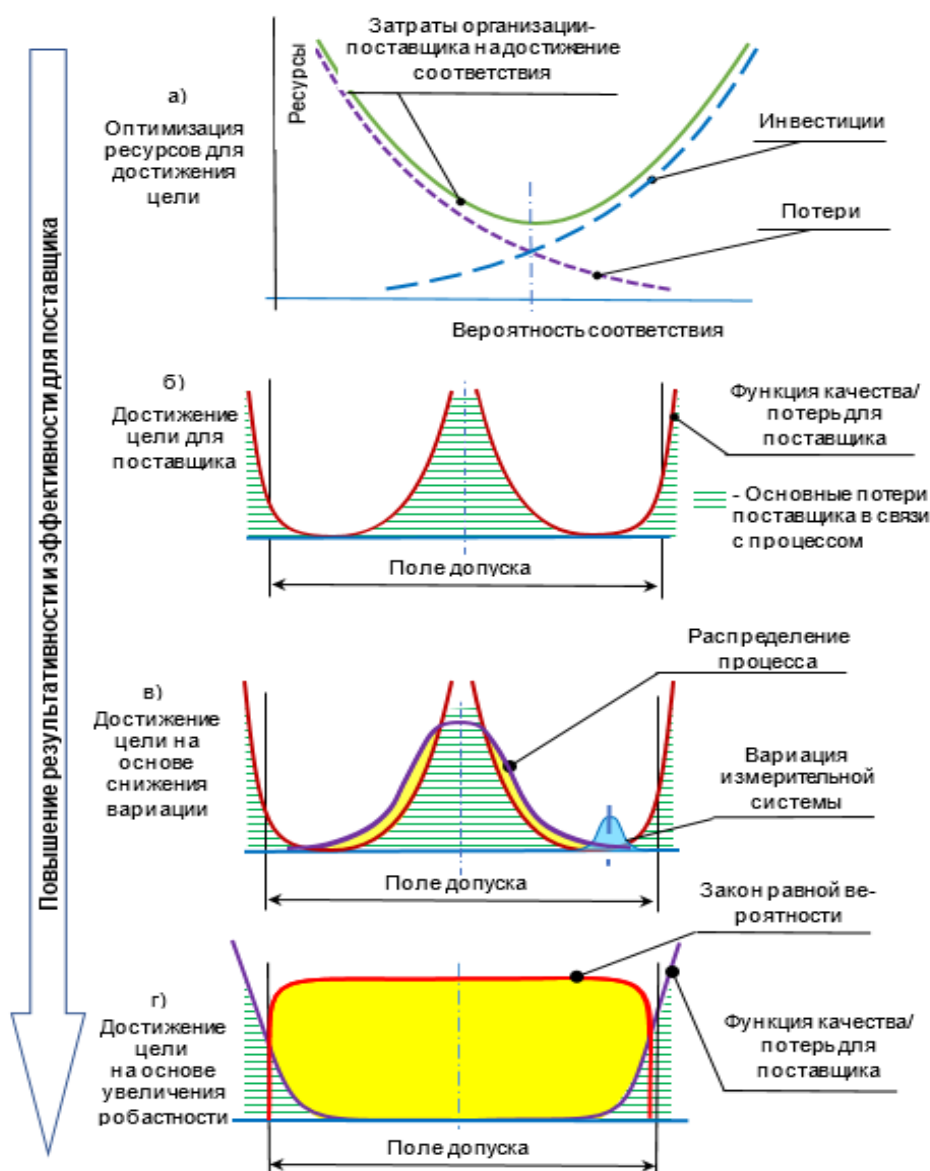 Повышение результативности и эффективности для поставщика
а)
Оптимизация
ресурсов для
достижения
цели
Ресурсы
Затраты организации-
поставщика на достижение
соответствия
Инвестиции
Потери
Вероятность соответствия
б)
Достижение
цели для
поставщика
Функция качества/
потерь для
поставщика
- Основные потери
поставщика в связи
с процессом
Поле допуска
в)
Достижение
цели на
основе
снижения
вариации
Распределение
процесса
Вариация
измерительной
системы
Поле допуска
г)
Достижение
цели
на основе
увеличения
робастности
Закон равной ве-
роятности
Функция качества/
потерь для
поставщика
Поле допуска